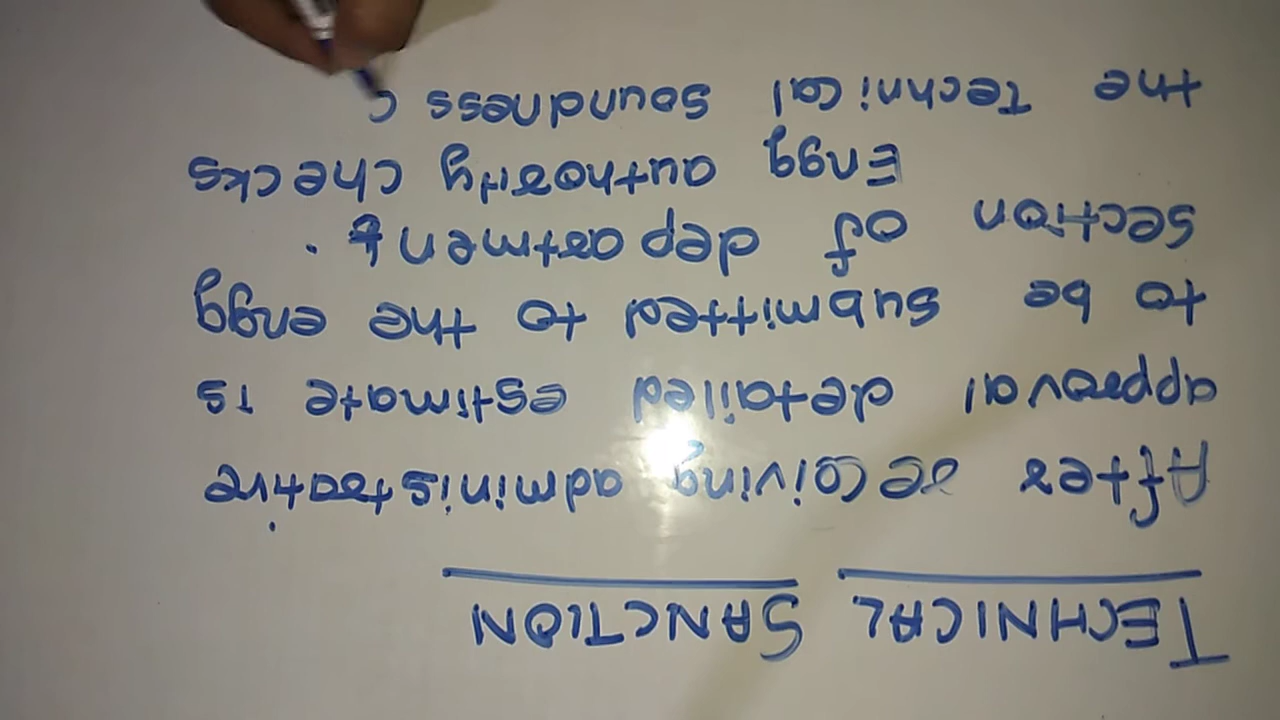 TECHNICAL SANCTION
After recaiving administrative
approval detailed estimate is
to be submitted to the engg
section of department.
Engg authority checks
the Technical soundness c